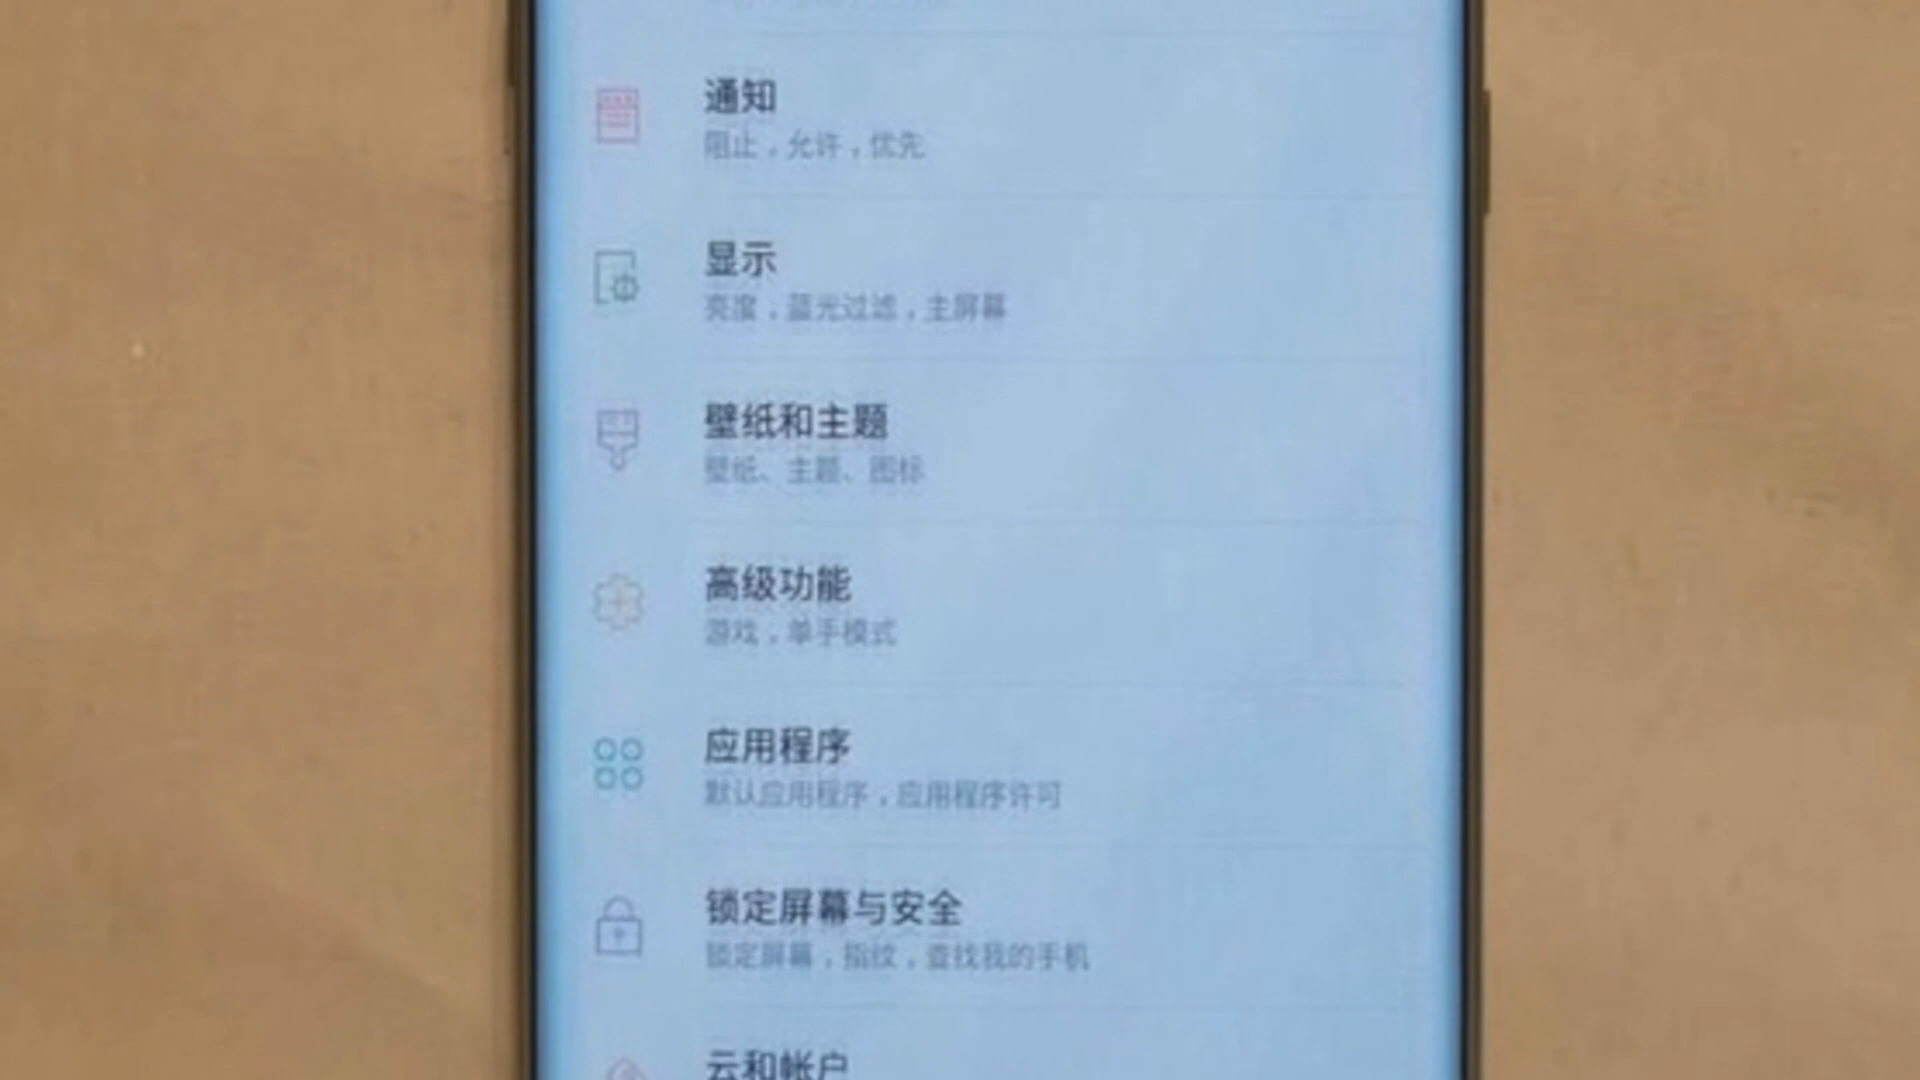 通知
阻止，允许，优先
显示
亮度，蓝光过滤，主屏幕
壁纸和主题
壁纸、主题、图标
高级功能
游戏，单手模式
应用程序
默认应用程序，应用程序许可
锁定屏幕与安全
锁定屏幕，指纹，查找我的手机
云和帐户